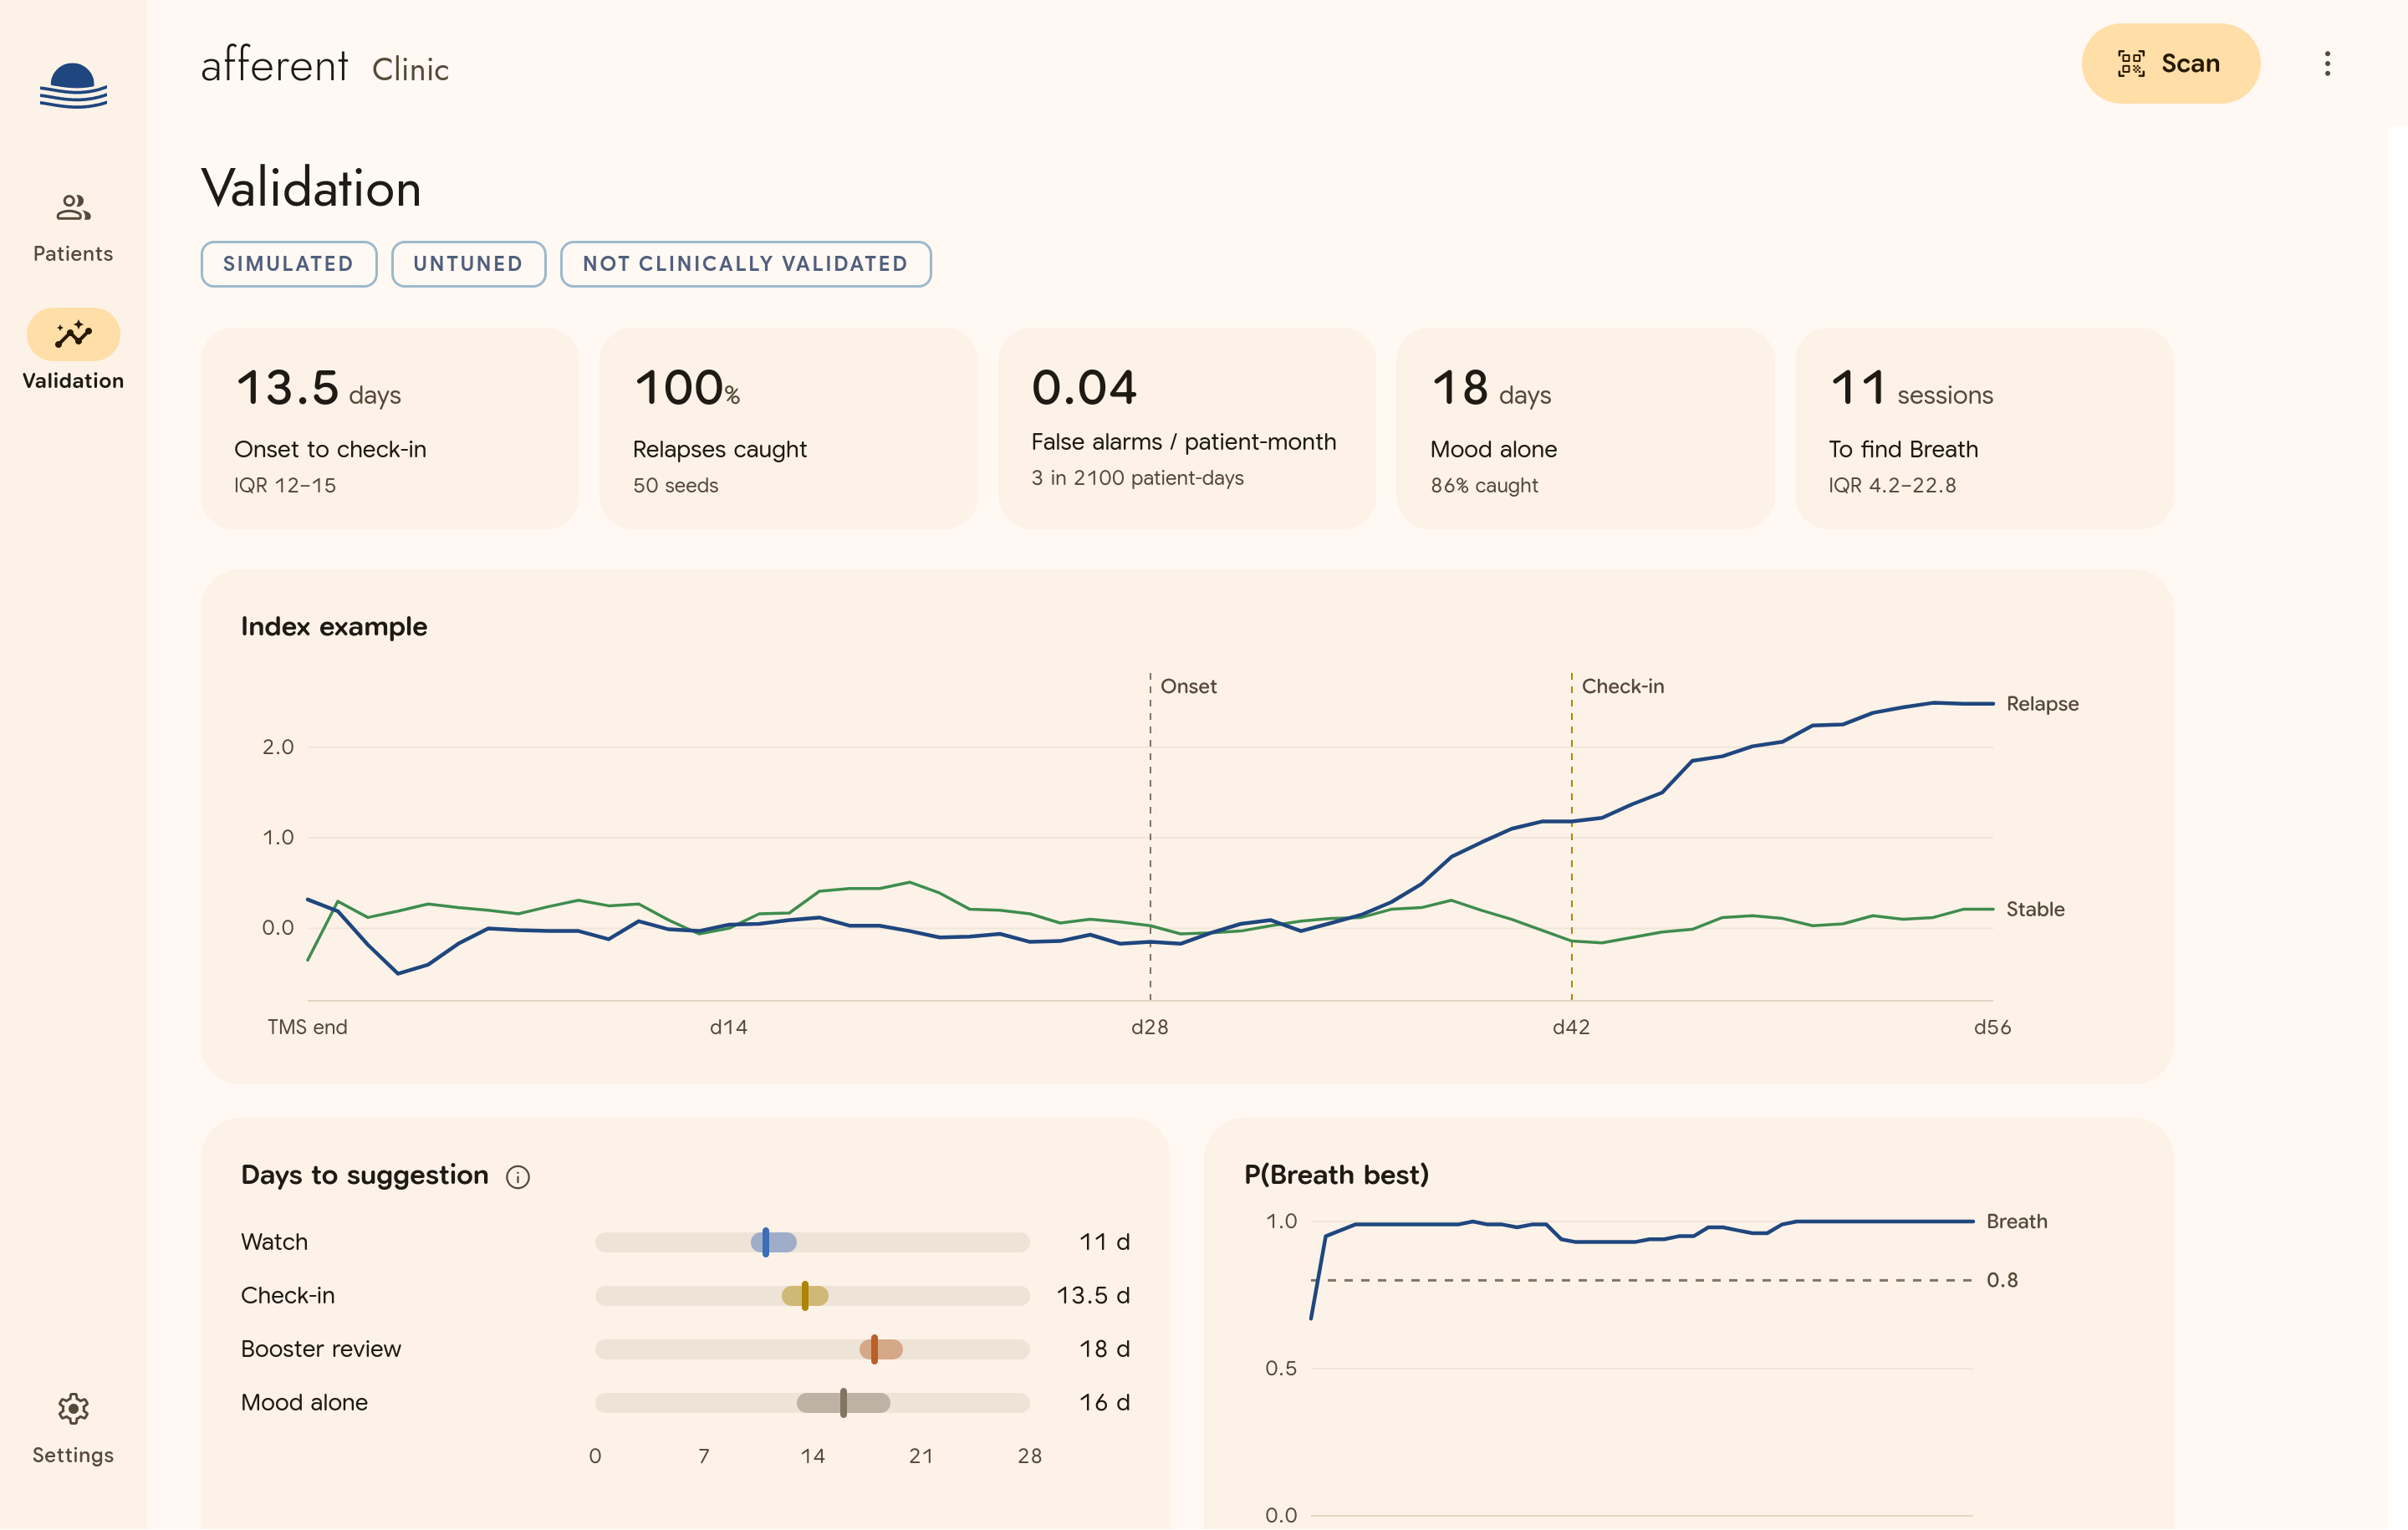 afferent Clinic
Scan
Patients
Validation
Settings
Validation
SIMULATED
UNTUNED
NOT CLINICALLY VALIDATED
13.5 days
Onset to check-in
IQR 12–15
100%
Relapses caught
50 seeds
0.04
False alarms / patient-month
3 in 2100 patient-days
18 days
Mood alone
86% caught
11 sessions
To find Breath
IQR 4.2–22.8
Index example
Onset
Check-in
Relapse
2.0
1.0
Stable
0.0
TMS end
d14
d28
d42
d56
Days to suggestion
Watch
11 d
Check-in
13.5 d
Booster review
18 d
Mood alone
16 d
0
7
14
21
28
P(Breath best)
1.0
Breath
0.8
0.5
0.0